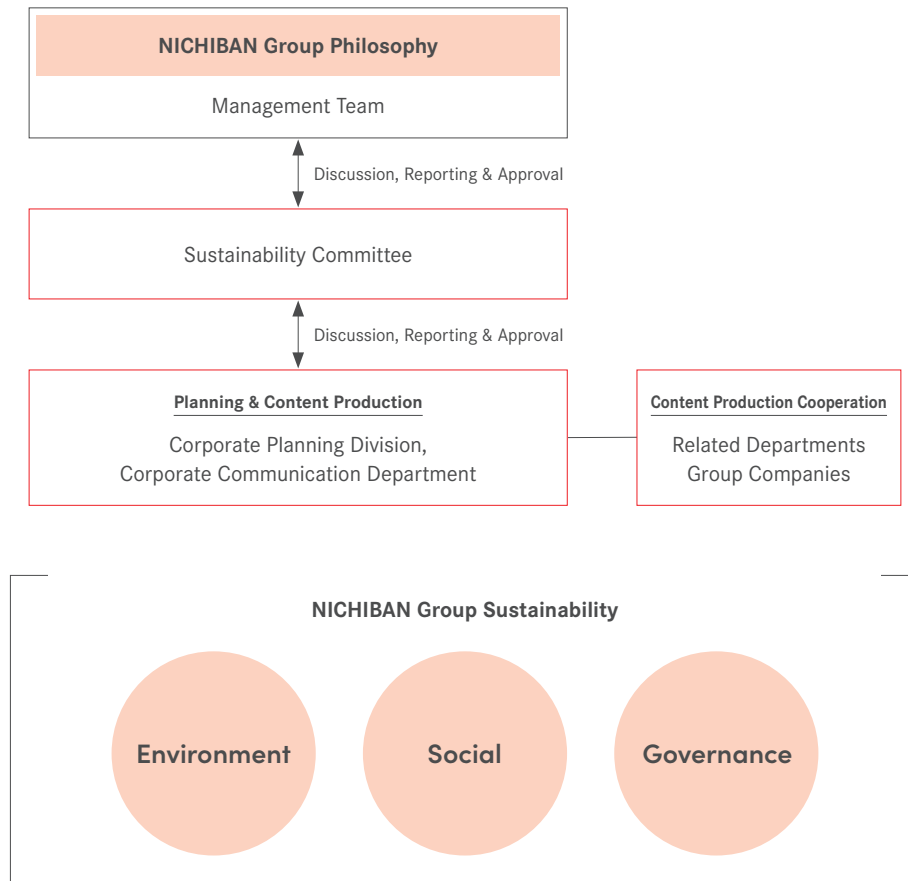 NICHIBAN Group Philosophy
Management Team
Discussion, Reporting & Approval
Sustainability Committee
Discussion, Reporting & Approval
Planning & Content Production
Corporate Planning Division,
Corporate Communication Department
Content Production Cooperation
Related Departments
Group Companies
NICHIBAN Group Sustainability
Environment
Social
Governance